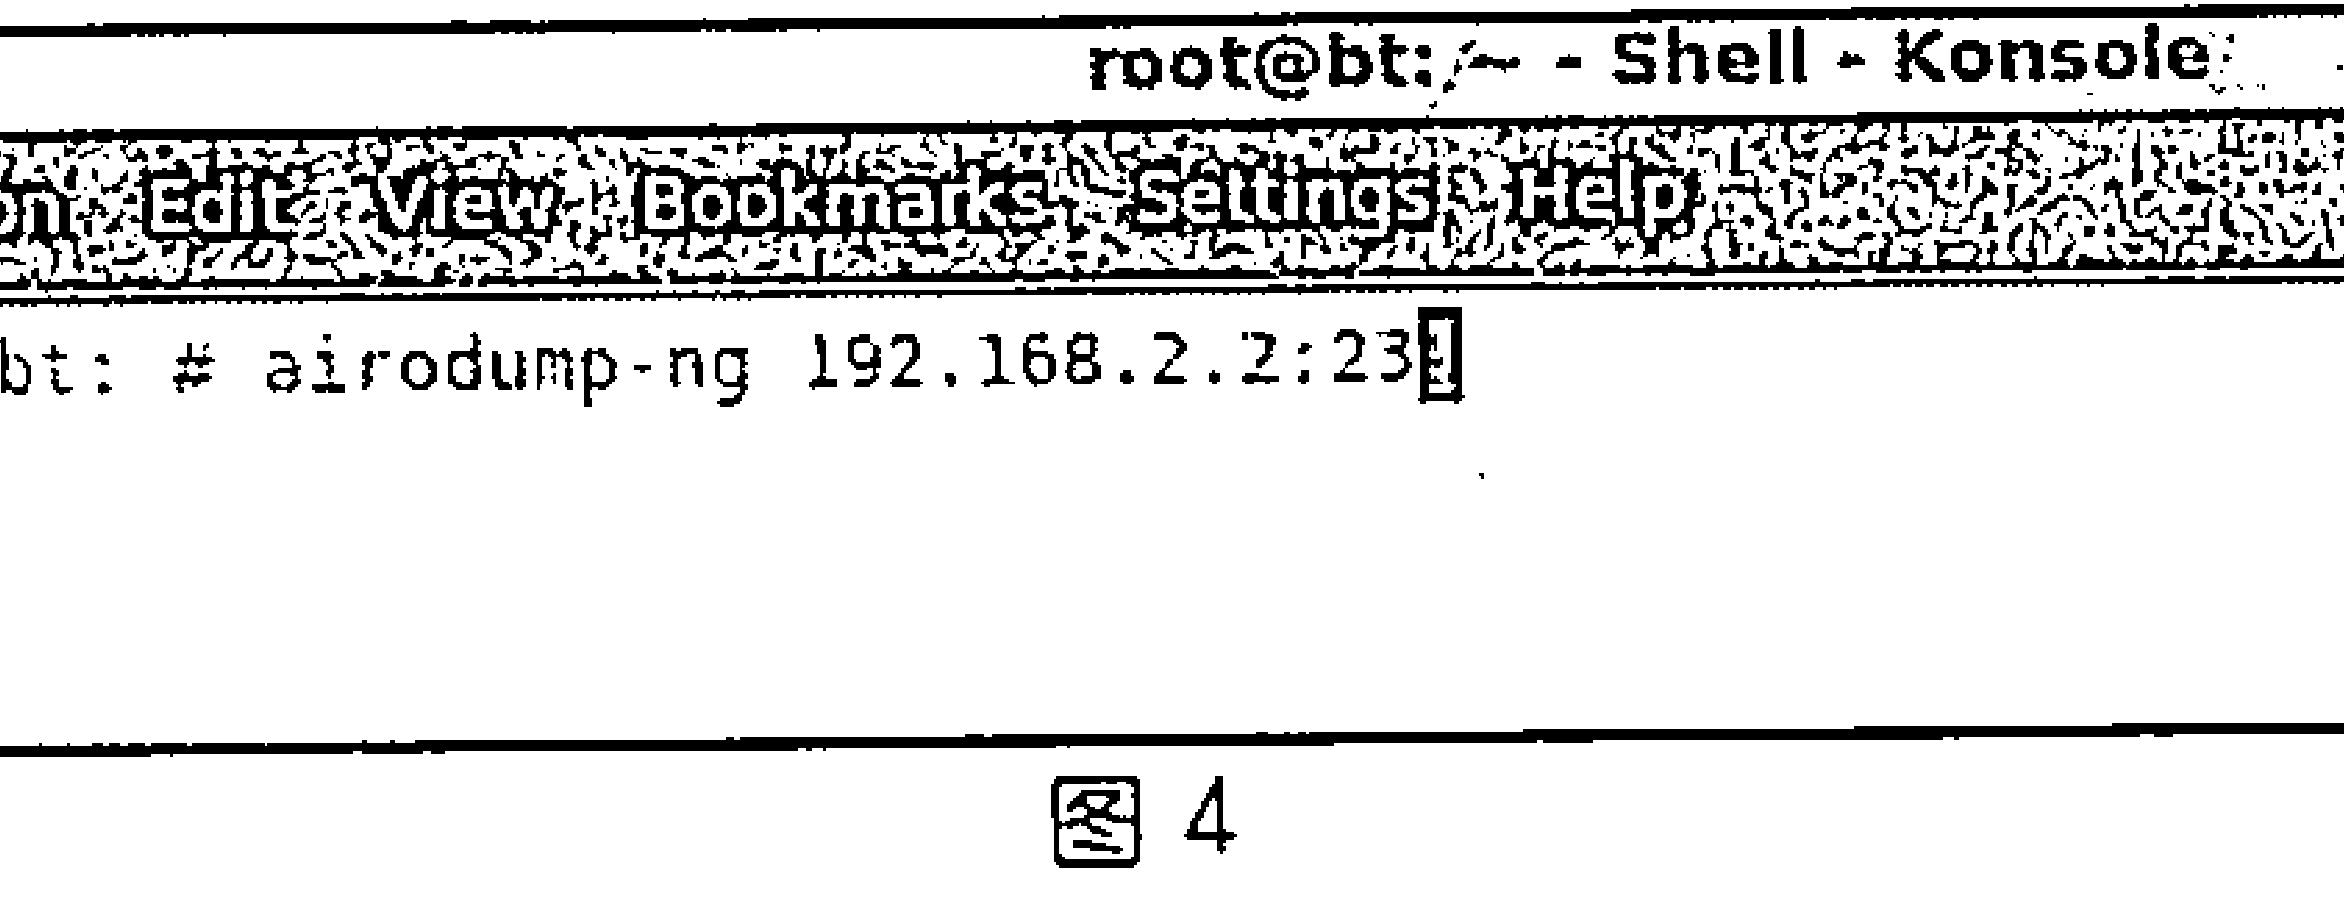 root@bt: ~ - Shell - Konsole
on Edit View Bookmarks Settings Help
bt: # airodump-ng 192.168.2.2:23
图 4